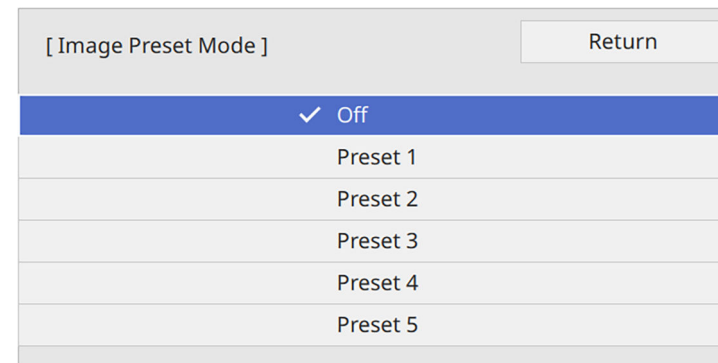 [ Image Preset Mode ]
Return
Off
Preset 1
Preset 2
Preset 3
Preset 4
Preset 5